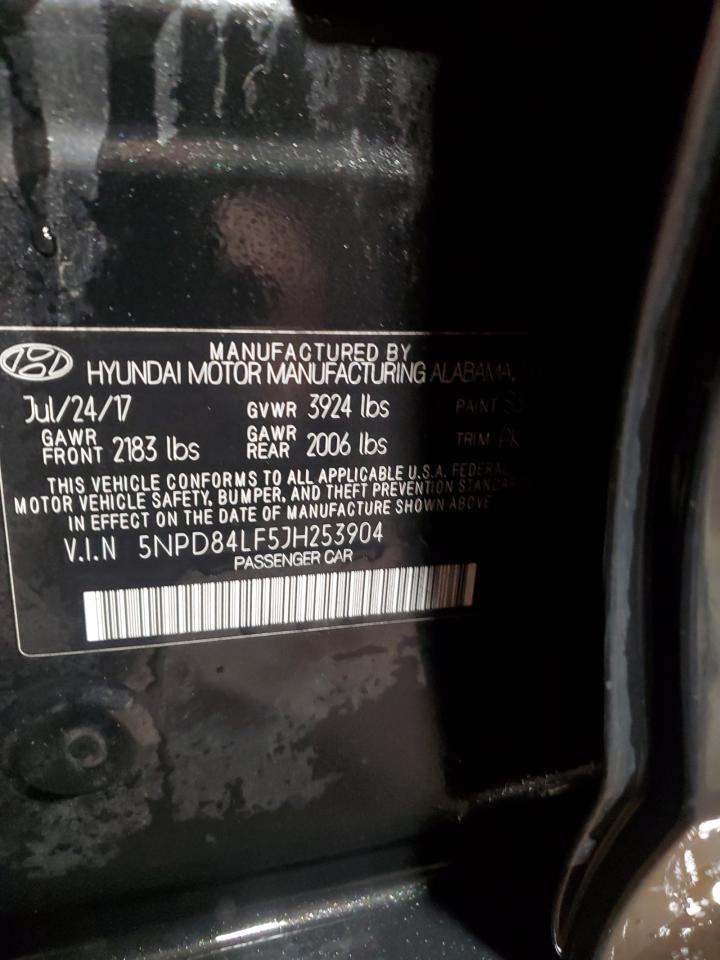 MANUFACTURED BY
HYUNDAI MOTOR MANUFACTURING ALABAMA,
Jul/24/17 GVWR 3924 lbs PAINT
GAWR FRONT 2183 lbs GAWR REAR 2006 lbs TRIM PK
THIS VEHICLE CONFORMS TO ALL APPLICABLE U.S.A. FEDERAL
MOTOR VEHICLE SAFETY, BUMPER, AND THEFT PREVENTION
IN EFFECT ON THE DATE OF MANUFACTURE SHOWN ABOVE
V.I.N 5NPD84LF5JH253904
PASSENGER CAR